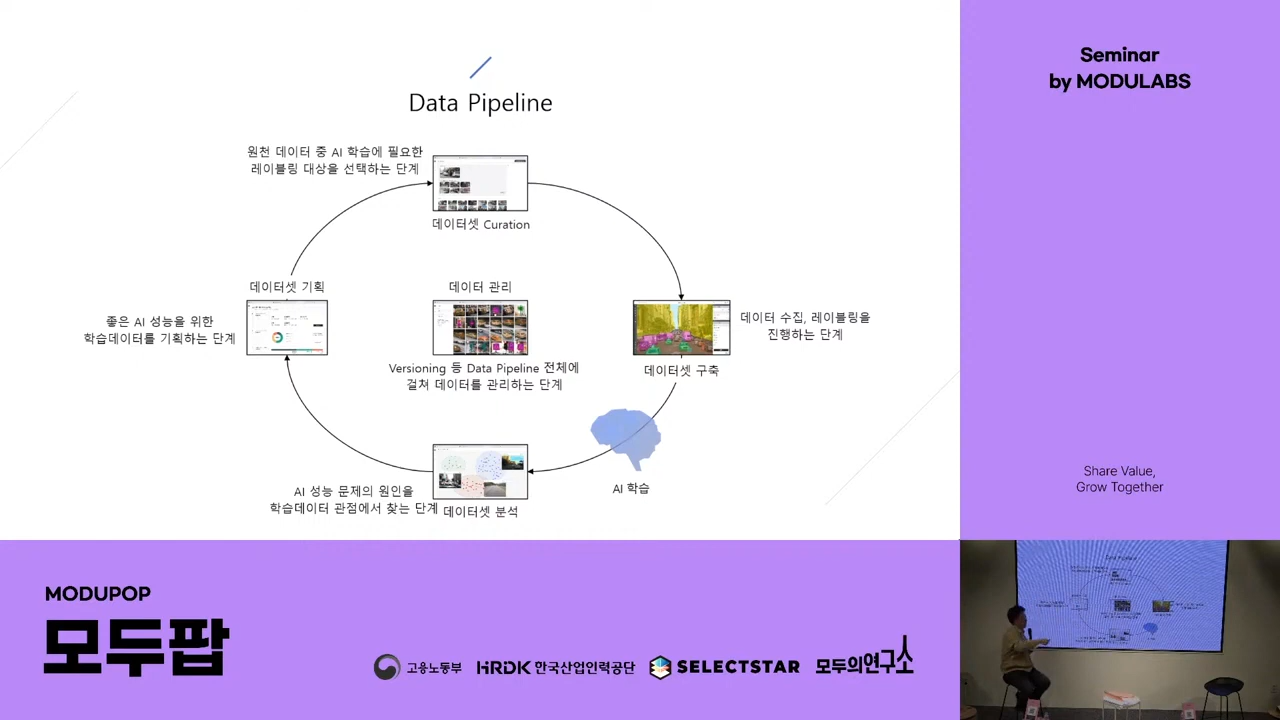 Data Pipeline
원천 데이터 중 AI 학습에 필요한
레이블링 대상을 선택하는 단계
데이터셋 Curation
데이터셋 기획
좋은 AI 성능을 위한
학습데이터를 기획하는 단계
데이터 관리
Versioning 등 Data Pipeline 전체에
걸쳐 데이터를 관리하는 단계
데이터 수집, 레이블링을
진행하는 단계
데이터셋 구축
AI 학습
AI 성능 문제의 원인을
학습데이터 관점에서 찾는 단계
데이터셋 분석
Seminar
by MODULABS
Share Value,
Grow Together
MODUPOP
모두팝
고용노동부
HRDK 한국산업인력공단
SELECTSTAR
모두의연구소
Data Pipeline